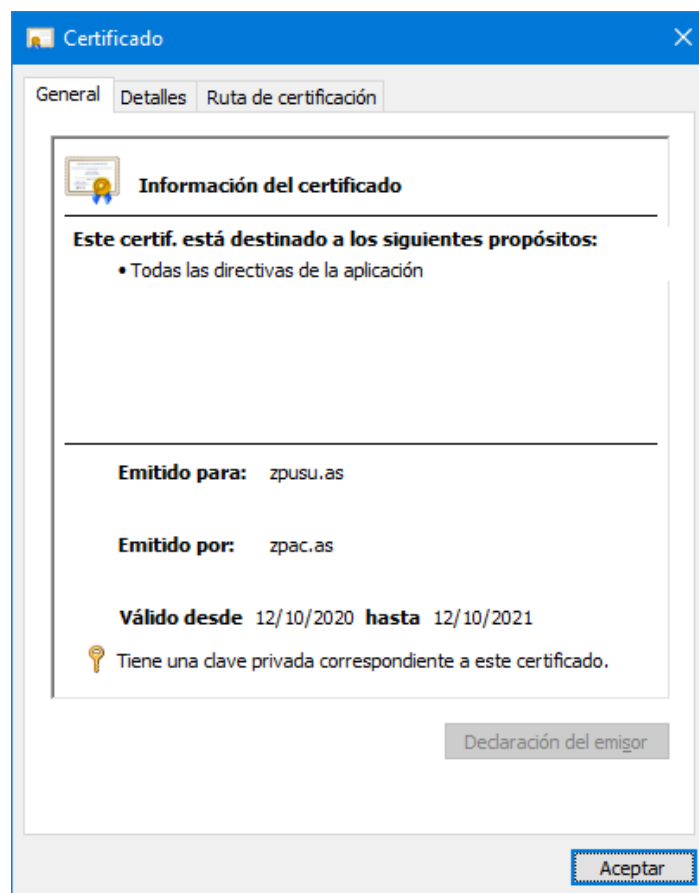 Certificado
General Detalles Ruta de certificación
Información del certificado
Este certif. está destinado a los siguientes propósitos:
• Todas las directivas de la aplicación
Emitido para: zpusu.as
Emitido por: zpac.as
Válido desde 12/10/2020 hasta 12/10/2021
Tiene una clave privada correspondiente a este certificado.
Declaración del emisor
Aceptar